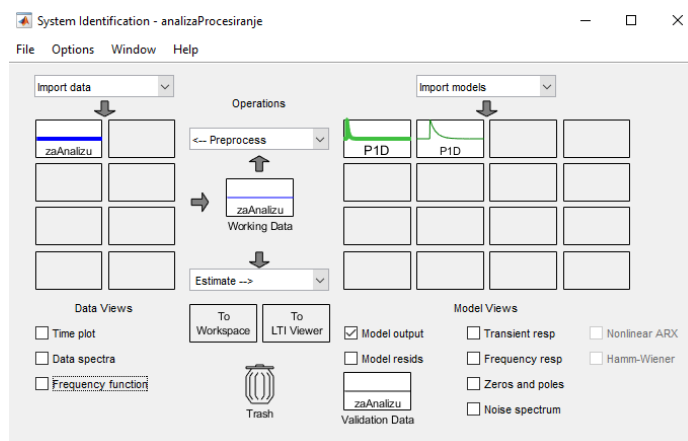 System Identification - analizaProcesiranje
File Options Window Help
Import data
Operations
Import models
<-- Preprocess
zaAnalizu
P1D
P1D
zaAnalizu
Working Data
Estimate -->
Data Views
To Workspace
To LTI Viewer
Model Views
Time plot
Model output
Transient resp
Nonlinear ARX
Data spectra
Model resids
Frequency resp
Hamm-Wiener
Frequency function
Zeros and poles
Trash
zaAnalizu
Noise spectrum
Validation Data